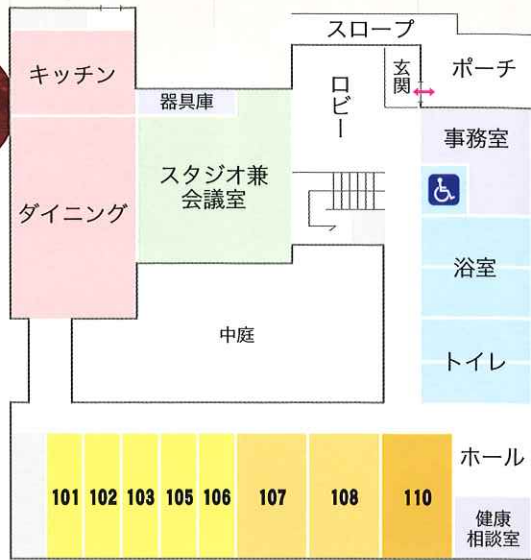 スロープ
キッチン
ロビー
玄関
ポーチ
器具庫
事務室
スタジオ兼
会議室
ダイニング
浴室
中庭
トイレ
ホール
101
102
103
105
106
107
108
110
健康
相談室